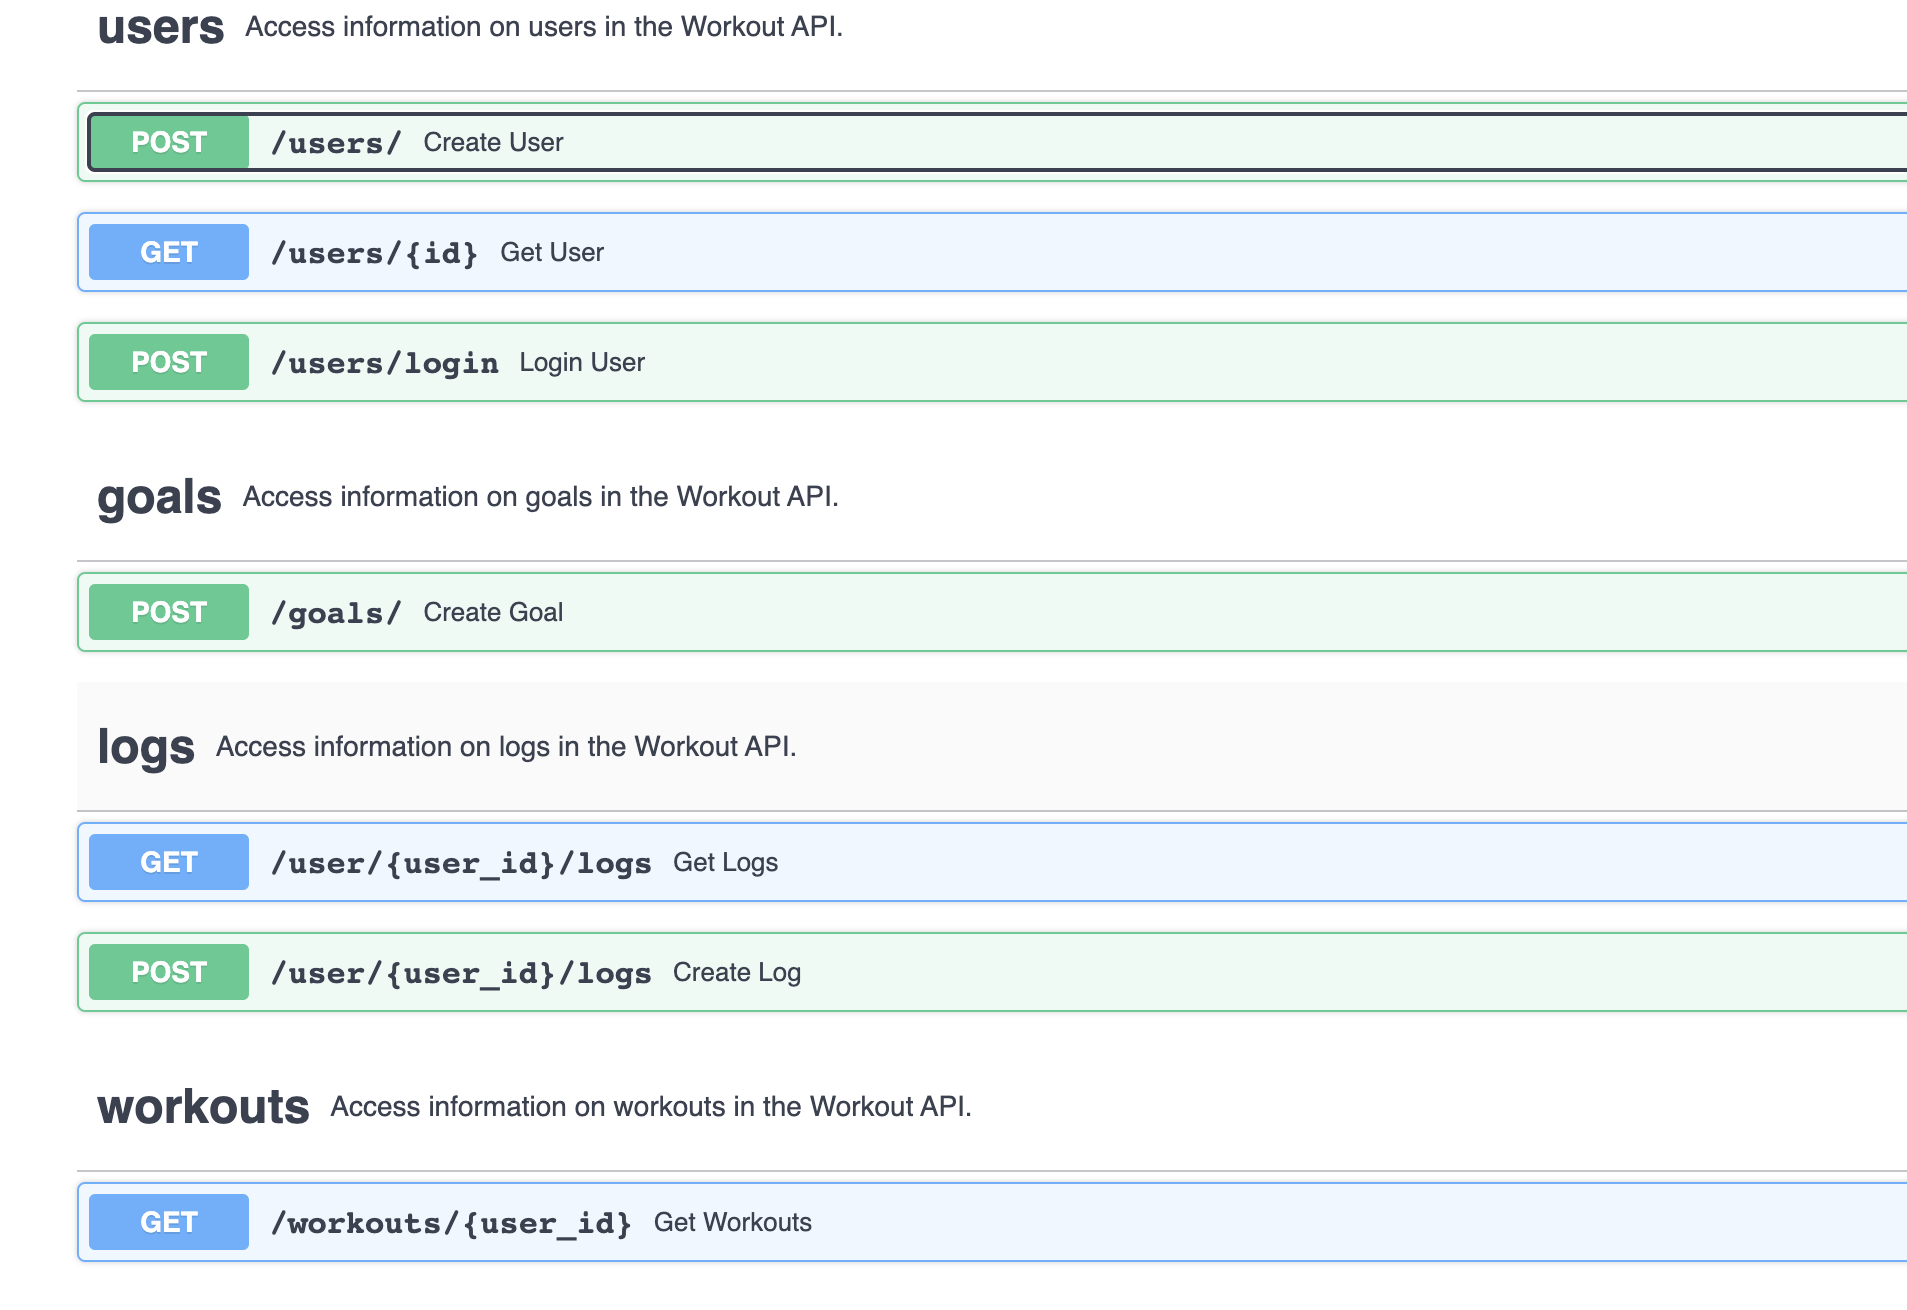 users Access information on users in the Workout API.
POST /users/ Create User
GET /users/{id} Get User
POST /users/login Login User
goals Access information on goals in the Workout API.
POST /goals/ Create Goal
logs Access information on logs in the Workout API.
GET /user/{user_id}/logs Get Logs
POST /user/{user_id}/logs Create Log
workouts Access information on workouts in the Workout API.
GET /workouts/{user_id} Get Workouts